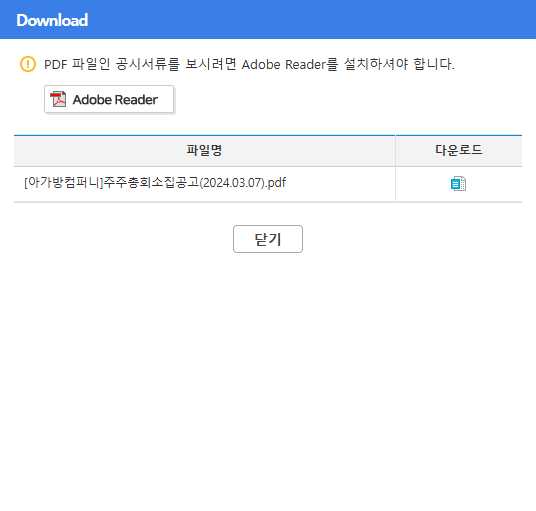 Download
PDF 파일인 공시서류를 보시려면 Adobe Reader를 설치하셔야 합니다.
Adobe Reader
파일명 다운로드
[아가방컴퍼니]주주총회소집공고(2024.03.07).pdf
닫기